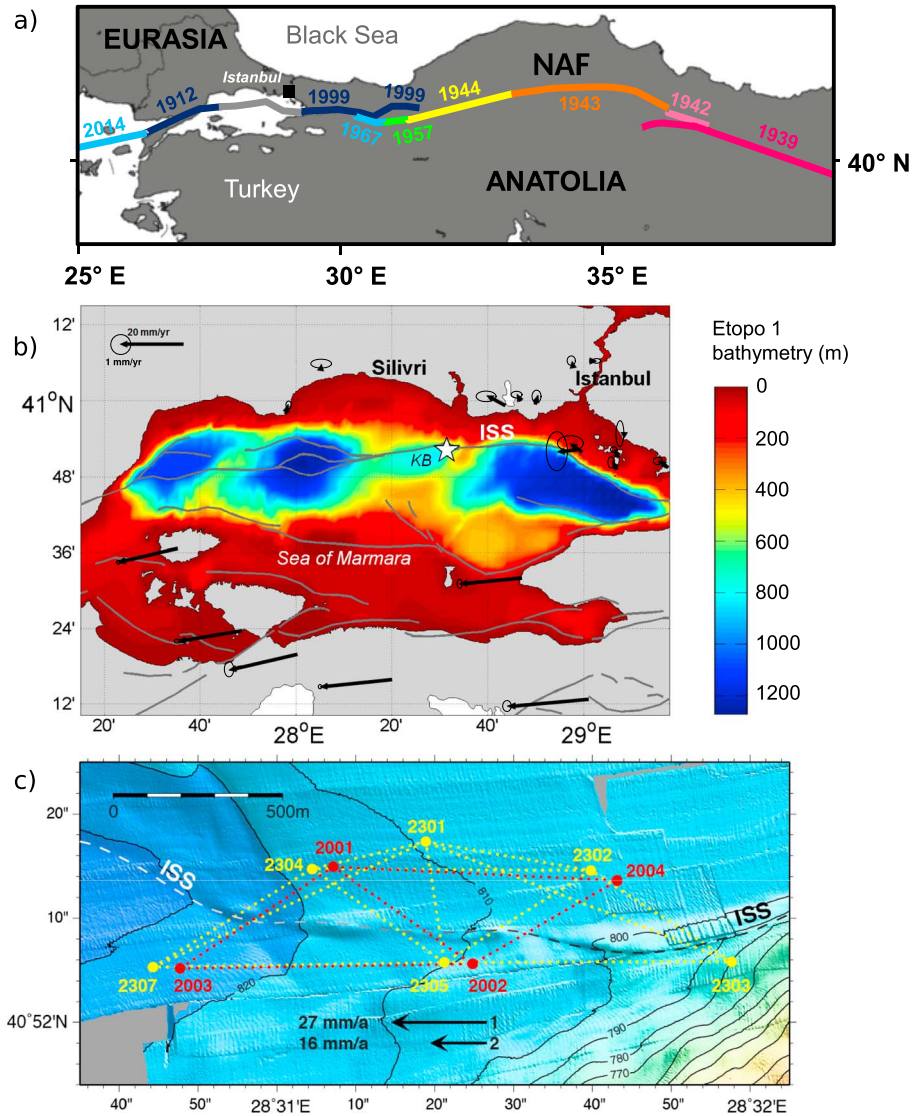 a)
EURASIA
Black Sea
Istanbul
NAF
2014
1912
1999
1999
1967
1957
1944
1943
1942
1939
Turkey
ANATOLIA
40° N
25° E
30° E
35° E
b)
20 mm/yr
1 mm/yr
Silivri
Istanbul
ISS
KB
Sea of Marmara
12'
41°N
48'
36'
24'
12'
20'
40'
28°E
20'
40'
29°E
Etopo 1
bathymetry (m)
0
200
400
600
800
1000
1200
c)
0
500m
2301
2001
2304
2302
2004
ISS
810
800
ISS
2307
2003
820
2305
2002
2303
27 mm/a
1
16 mm/a
2
790
780
770
20"
10"
40°52'N
40"
50"
28°31'E
10"
20"
30"
40"
50"
28°32'E